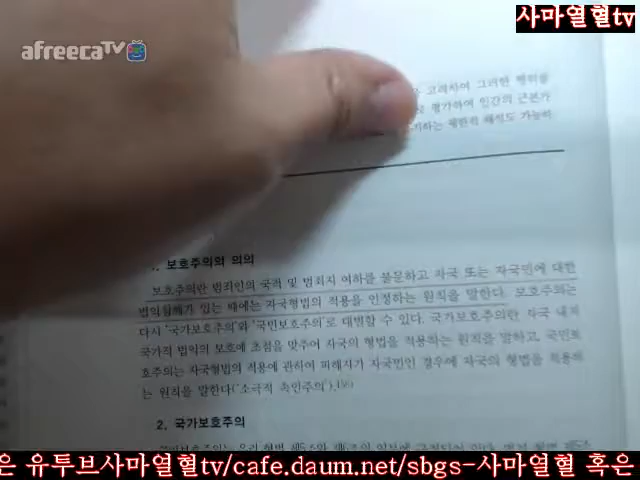 사마열혈tv
afreecaTV
고려하여 그러한 행위를
평가하여 인간의 근본가
하는 제한적 해석도 가능하
1. 보호주의의 의의
보호주의란 범죄인의 국적 및 범죄지 여하를 불문하고 자국 또는 자국민에 대한
법익침해가 있는 때에는 자국형법의 적용을 인정하는 원칙을 말한다. 보호주의는
다시 '국가보호주의'와 '국민보호주의'로 대별할 수 있다. 국가보호주의란 자국 내지
국가적 법익의 보호에 초점을 맞추어 자국의 형법을 적용하는 원칙을 말하고, 국민보
호주의는 자국형법의 적용에 관하여 피해자가 자국민인 경우에 자국의 형법을 적용하
는 원칙을 말한다('소극적 속인주의').
2. 국가보호주의
은 유투브사마열혈tv/cafe.daum.net/sbgs-사마열혈 혹은